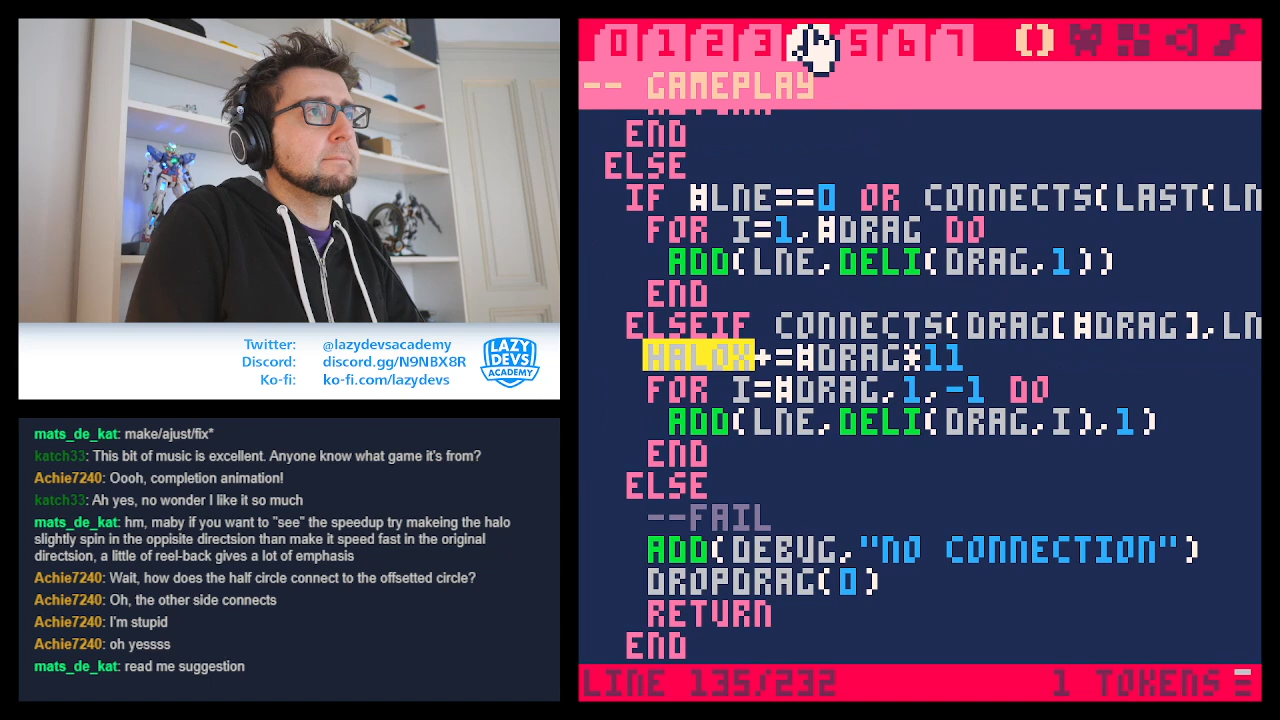 Twitter: @lazydevsacademy
Discord: discord.gg/N9NBX8R
Ko-fi: ko-fi.com/lazydevs
LAZY
DEVS
ACADEMY
mats_de_kat: make/ajust/fix*
katch33: This bit of music is excellent. Anyone know what game it's from?
Achie7240: Oooh, completion animation!
katch33: Ah yes, no wonder I like it so much
mats_de_kat: hm, maby if you want to "see" the speedup try makeing the halo
slightly spin in the oppisite directsion than make it speed fast in the original
directsion, a little of reel-back gives a lot of emphasis
Achie7240: Wait, how does the half circle connect to the offsetted circle?
Achie7240: Oh, the other side connects
Achie7240: I'm stupid
Achie7240: oh yessss
mats_de_kat: read me suggestion
0 1 2 3 5 6 7 ()
-- GAMEPLAY
RETURN
END
ELSE
IF #LNE==0 OR CONNECTS(LAST(LN
FOR I=1,#DRAG DO
ADD(LNE,DELI(DRAG,1))
END
ELSEIF CONNECTS(DRAG[#DRAG],LN
HALOX+=#DRAG*11
FOR I=#DRAG,1,-1 DO
ADD(LNE,DELI(DRAG,I),1)
END
ELSE
--FAIL
ADD(DEBUG,"NO CONNECTION")
DROPDRAG(0)
RETURN
END
LINE 135/232 1 TOKENS